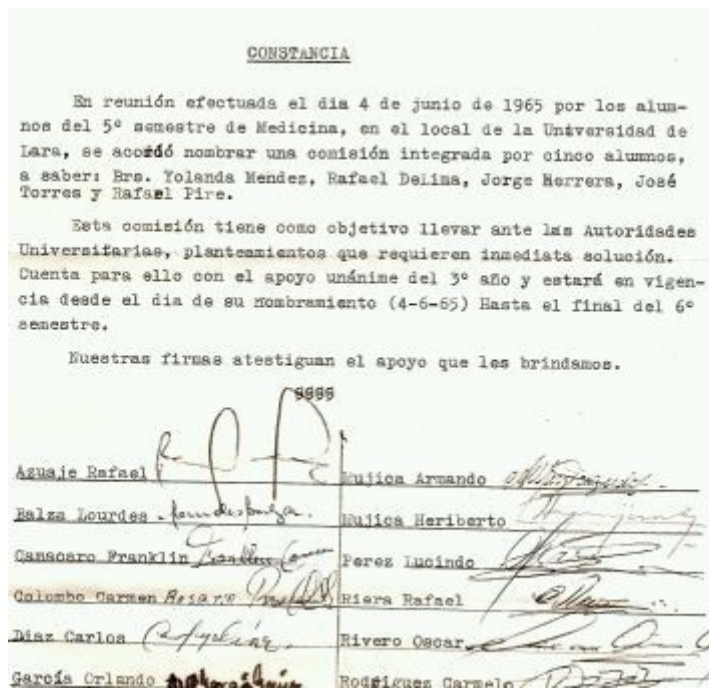 CONSTANCIA
En reunión efectuada el dia 4 de junio de 1965 por los alum-
nos del 5º semestre de Medicina, en el local de la Universidad de
Lara, se acordó nombrar una comisión integrada por cinco alumnos,
a saber: Brs. Yolanda Mendez, Rafael DeLima, Jorge Herrera, José
Torres y Rafael Pire.
Esta comisión tiene como objetivo llevar ante las Autoridades
Universitarias, planteamientos que requieren inmediata solución.
Cuenta para ello con el apoyo unánime del 3º año y estará en vigen-
cia desde el dia de su nombramiento (4-6-65) Hasta el final del 6º
semestre.
Nuestras firmas atestiguan el apoyo que les brindamos.
§§§§
Azuaje Rafael
Mujica Armando
Balza Lourdes
Mujica Heriberto
Camacaro Franklin
Perez Lucindo
Colombo Carmen Rosaro
Riera Rafael
Diaz Carlos
Rivero Oscar
García Orlando
Rodriguez Carmelo